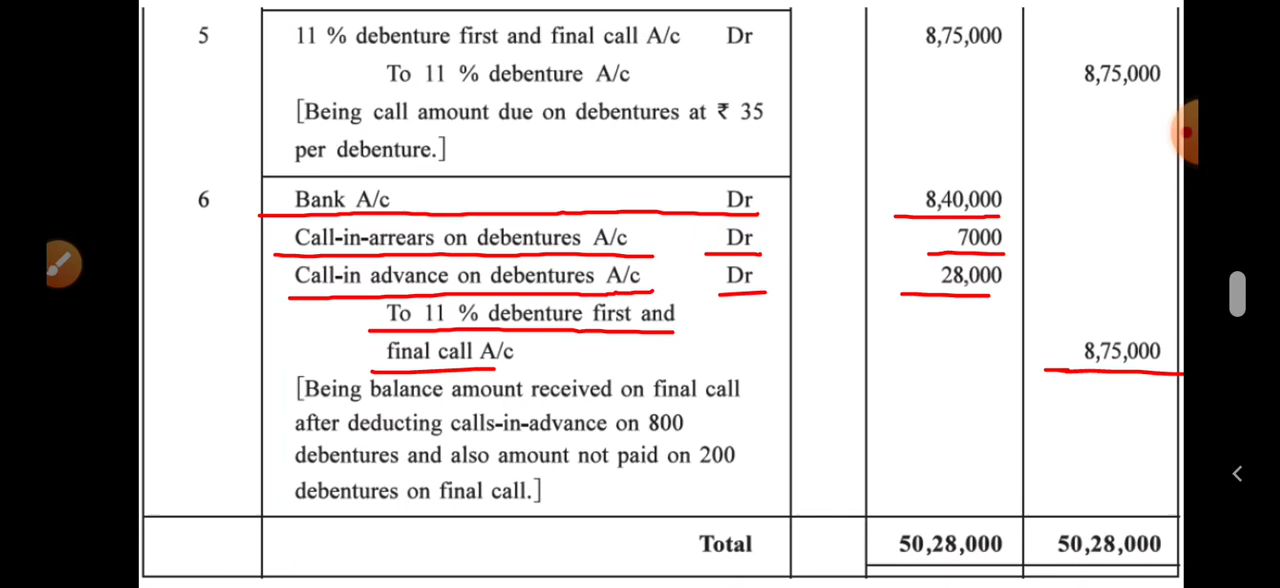 5 11 % debenture first and final call A/c Dr 8,75,000
To 11 % debenture A/c 8,75,000
[Being call amount due on debentures at ₹ 35
per debenture.]
6 Bank A/c Dr 8,40,000
Call-in-arrears on debentures A/c Dr 7000
Call-in advance on debentures A/c Dr 28,000
To 11 % debenture first and
final call A/c 8,75,000
[Being balance amount received on final call
after deducting calls-in-advance on 800
debentures and also amount not paid on 200
debentures on final call.]
Total 50,28,000 50,28,000